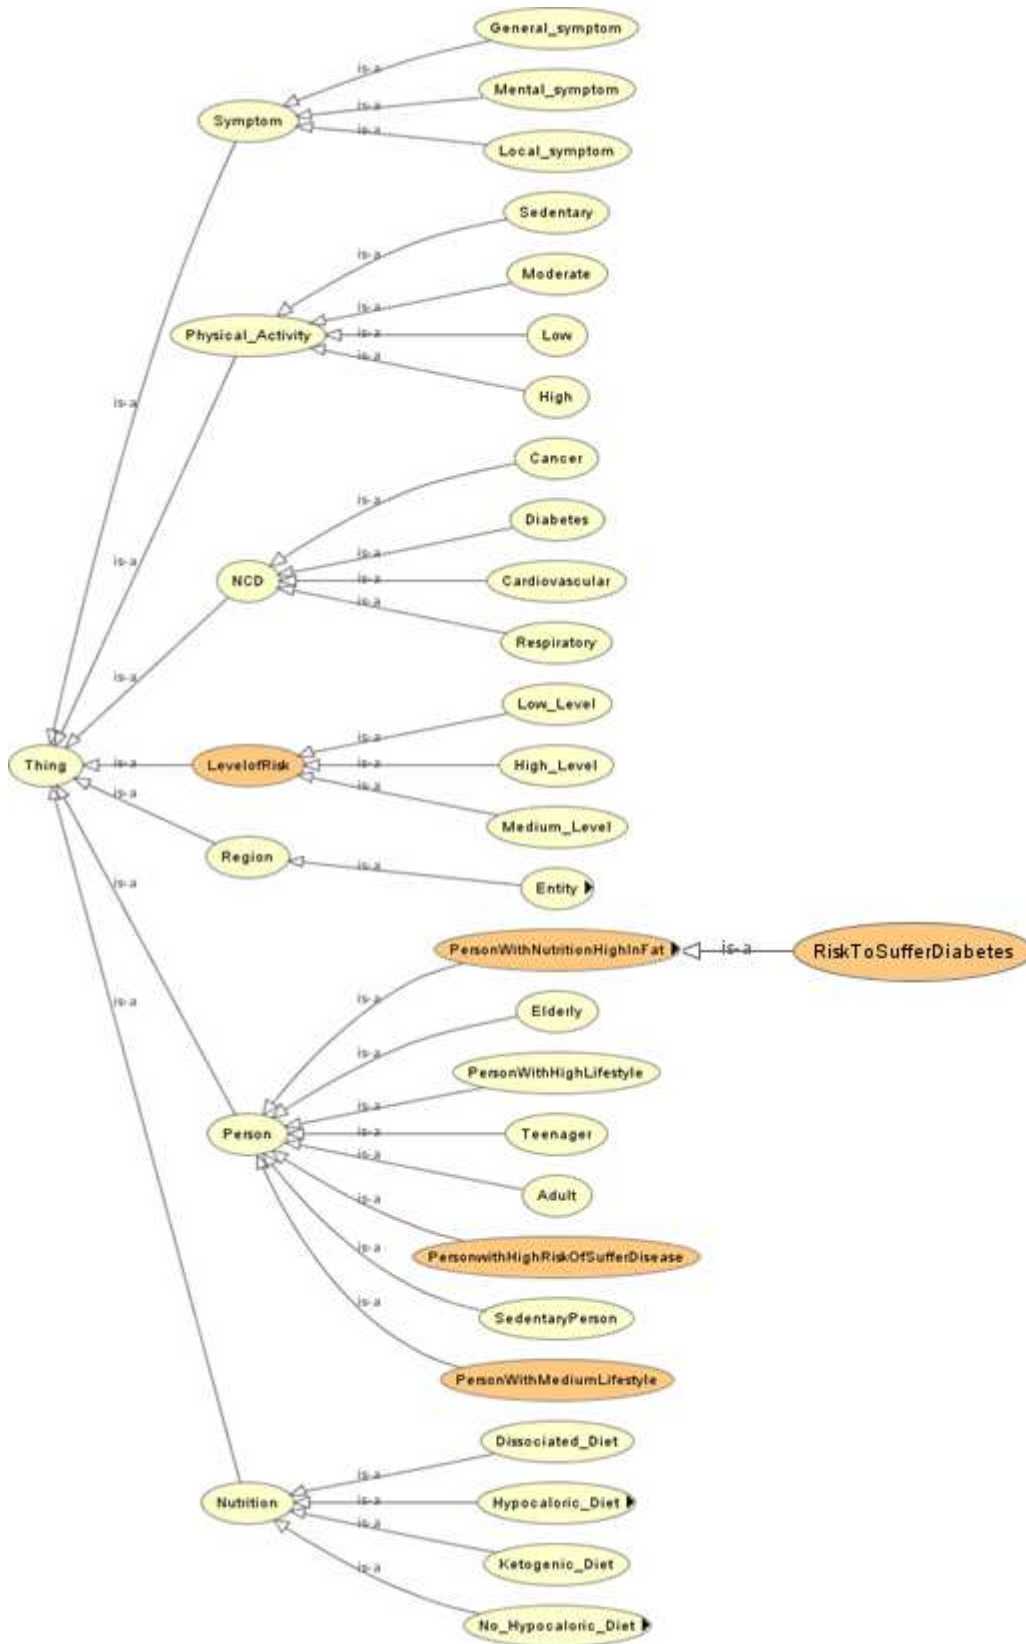 General_symptom
is-a
Mental_symptom
is-a
Symptom
is-a
Local_symptom
Sedentary
is-a
is-a
Moderate
is-a
Physical_Activity
is-a
Low
is-a
High
is-a
Cancer
is-a
Diabetes
is-a
is-a
NCD
is-a
Cardiovascular
is-a
Respiratory
is-a
Low_Level
is-a
Thing
is-a
LevelofRisk
is-a
High_Level
is-a
is-a
Medium_Level
Region
is-a
Entity
is-a
PersonWithNutritionHighInFat
is-a
RiskToSufferDiabetes
is-a
is-a
Elderly
is-a
PersonWithHighLifestyle
is-a
Person
is-a
Teenager
is-a
Adult
is-a
PersonwithHighRiskOfSufferDisease
is-a
SedentaryPerson
is-a
PersonWithMediumLifestyle
Dissociated_Diet
is-a
Nutrition
is-a
Hypocaloric_Diet
is-a
Ketogenic_Diet
is-a
No_Hypocaloric_Diet